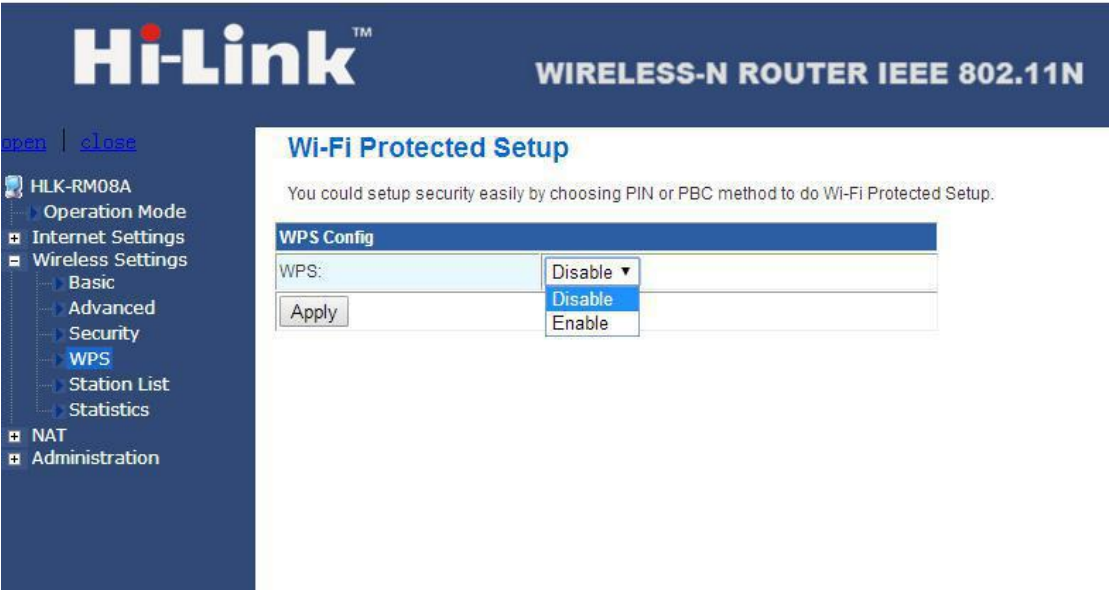 Hi-Link™
WIRELESS-N ROUTER IEEE 802.11N
open | close
HLK-RM08A
Operation Mode
Internet Settings
Wireless Settings
Basic
Advanced
Security
WPS
Station List
Statistics
NAT
Administration
Wi-Fi Protected Setup
You could setup security easily by choosing PIN or PBC method to do Wi-Fi Protected Setup.
WPS Config
WPS: Disable
Disable
Enable
Apply